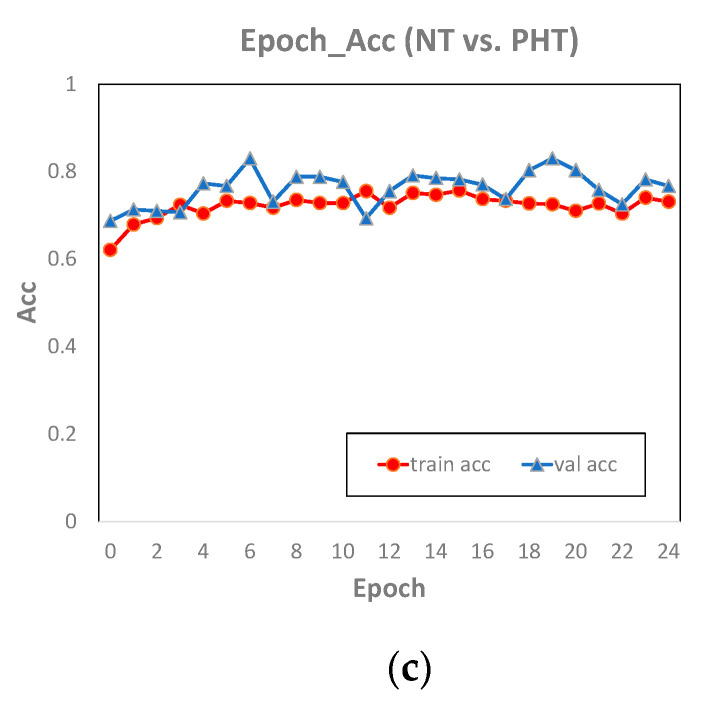 Epoch_Acc (NT vs. PHT)
1
0.8
0.6
0.4
0.2
0
Acc
train acc val acc
0 2 4 6 8 10 12 14 16 18 20 22 24
Epoch
(c)